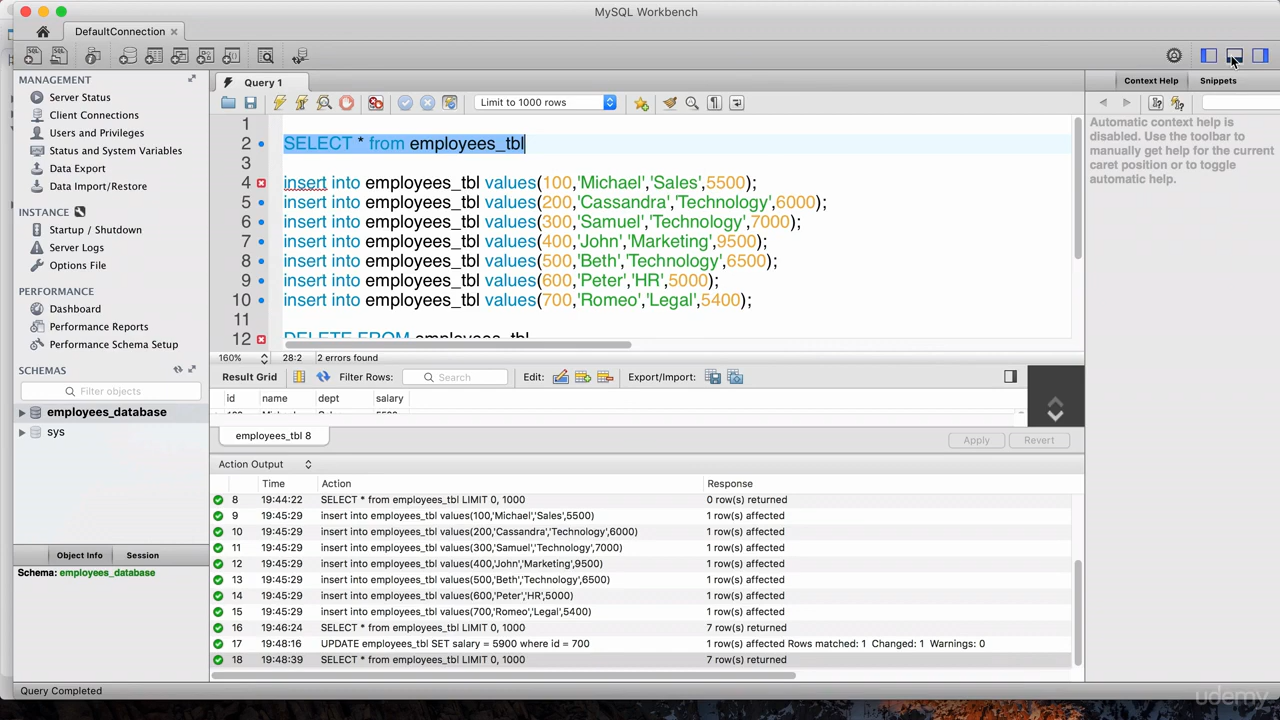 MySQL Workbench
DefaultConnection
MANAGEMENT
Server Status
Client Connections
Users and Privileges
Status and System Variables
Data Export
Data Import/Restore
INSTANCE
Startup / Shutdown
Server Logs
Options File
PERFORMANCE
Dashboard
Performance Reports
Performance Schema Setup
SCHEMAS
Filter objects
employees_database
sys
Object Info Session
Schema: employees_database
Query Completed
Query 1
Limit to 1000 rows
1
2 SELECT * from employees_tbl
3
4 insert into employees_tbl values(100,'Michael','Sales',5500);
5 insert into employees_tbl values(200,'Cassandra','Technology',6000);
6 insert into employees_tbl values(300,'Samuel','Technology',7000);
7 insert into employees_tbl values(400,'John','Marketing',9500);
8 insert into employees_tbl values(500,'Beth','Technology',6500);
9 insert into employees_tbl values(600,'Peter','HR',5000);
10 insert into employees_tbl values(700,'Romeo','Legal',5400);
11
12 DELETE FROM employees_tbl
160% 28:2 2 errors found
Result Grid Filter Rows: Search Edit: Export/Import:
id name dept salary
employees_tbl 8
Apply Revert
Action Output
Time Action Response
8 19:44:22 SELECT * from employees_tbl LIMIT 0, 1000 0 row(s) returned
9 19:45:29 insert into employees_tbl values(100,'Michael','Sales',5500) 1 row(s) affected
10 19:45:29 insert into employees_tbl values(200,'Cassandra','Technology',6000) 1 row(s) affected
11 19:45:29 insert into employees_tbl values(300,'Samuel','Technology',7000) 1 row(s) affected
12 19:45:29 insert into employees_tbl values(400,'John','Marketing',9500) 1 row(s) affected
13 19:45:29 insert into employees_tbl values(500,'Beth','Technology',6500) 1 row(s) affected
14 19:45:29 insert into employees_tbl values(600,'Peter','HR',5000) 1 row(s) affected
15 19:45:29 insert into employees_tbl values(700,'Romeo','Legal',5400) 1 row(s) affected
16 19:46:24 SELECT * from employees_tbl LIMIT 0, 1000 7 row(s) returned
17 19:48:16 UPDATE employees_tbl SET salary = 5900 where id = 700 1 row(s) affected Rows matched: 1 Changed: 1 Warnings: 0
18 19:48:39 SELECT * from employees_tbl LIMIT 0, 1000 7 row(s) returned
Context Help Snippets
Automatic context help is
disabled. Use the toolbar to
manually get help for the current
caret position or to toggle
automatic help.
udemy